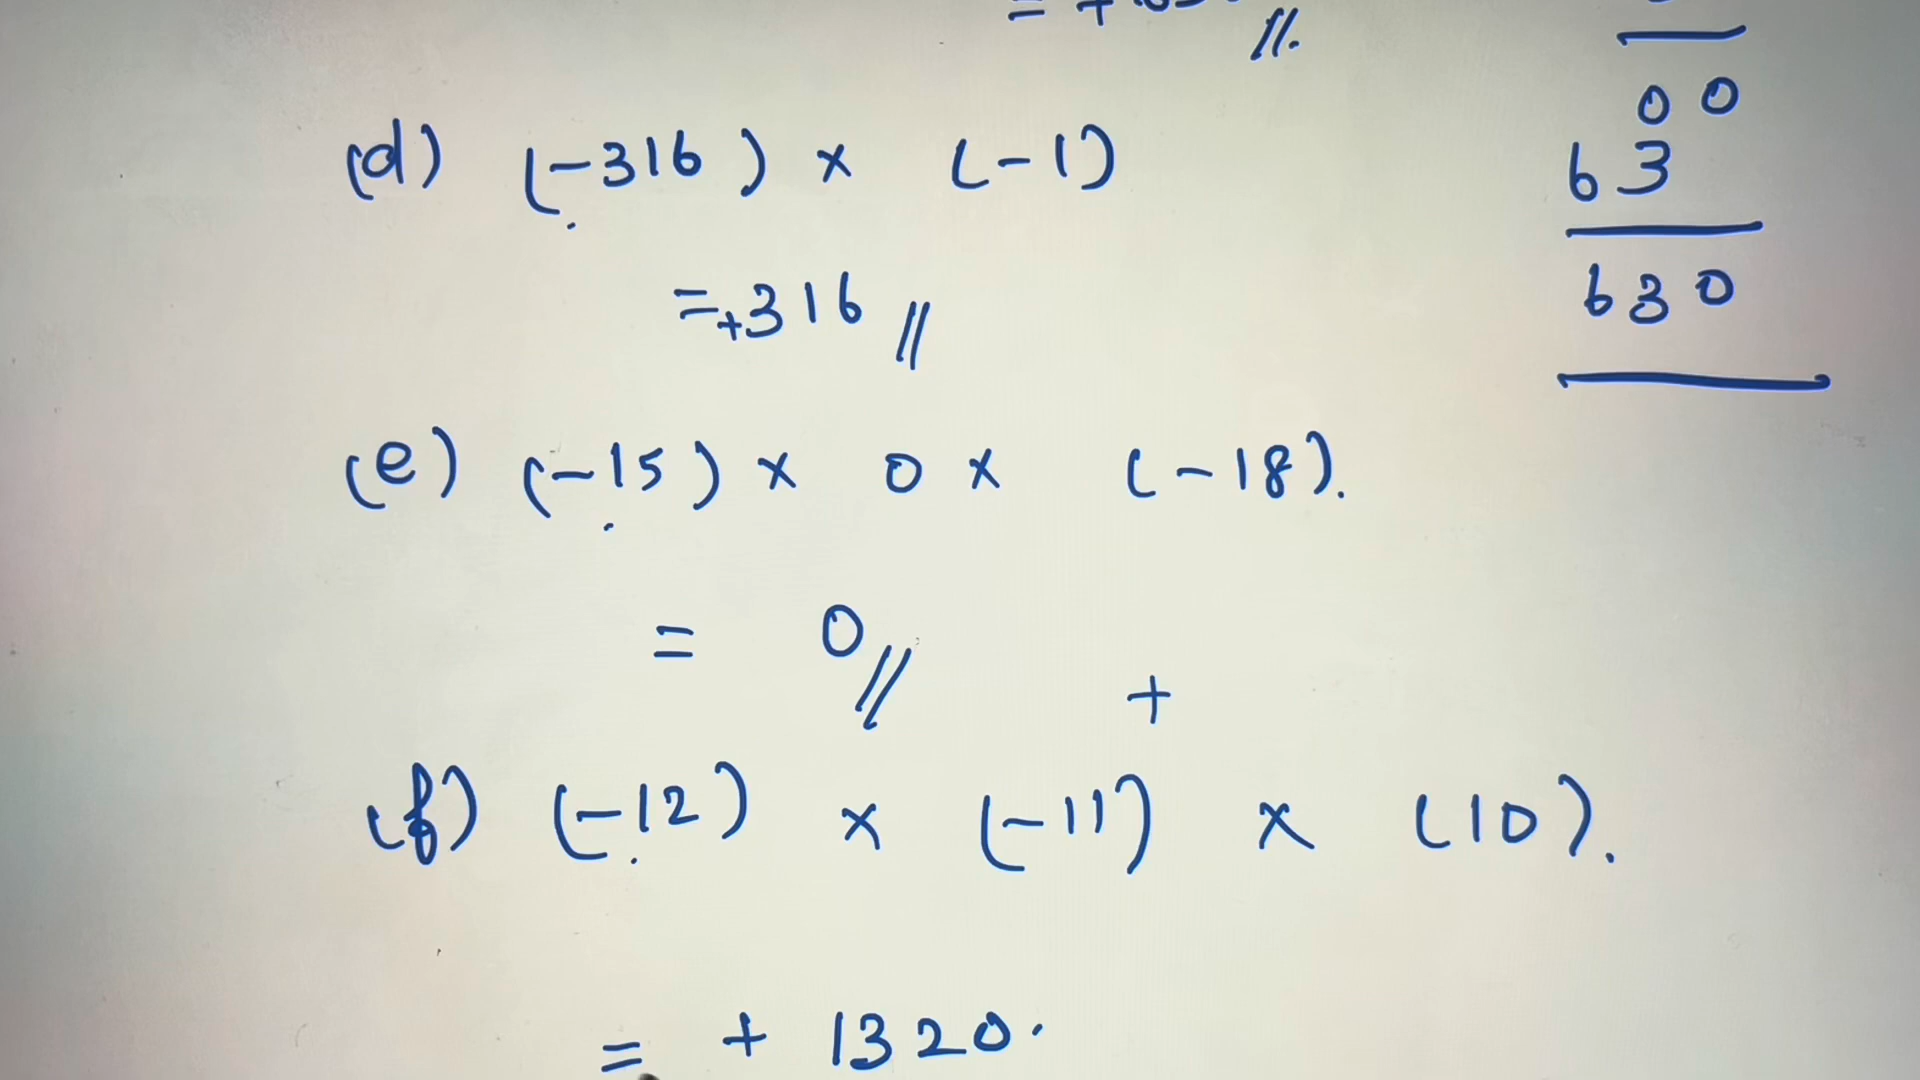 (d) (-316) × (-1)
= +316 //
(e) (-15) × 0 × (-18).
= 0 //
+
(f) (-12) × (-11) × (10).
= + 1320.
00
63
630